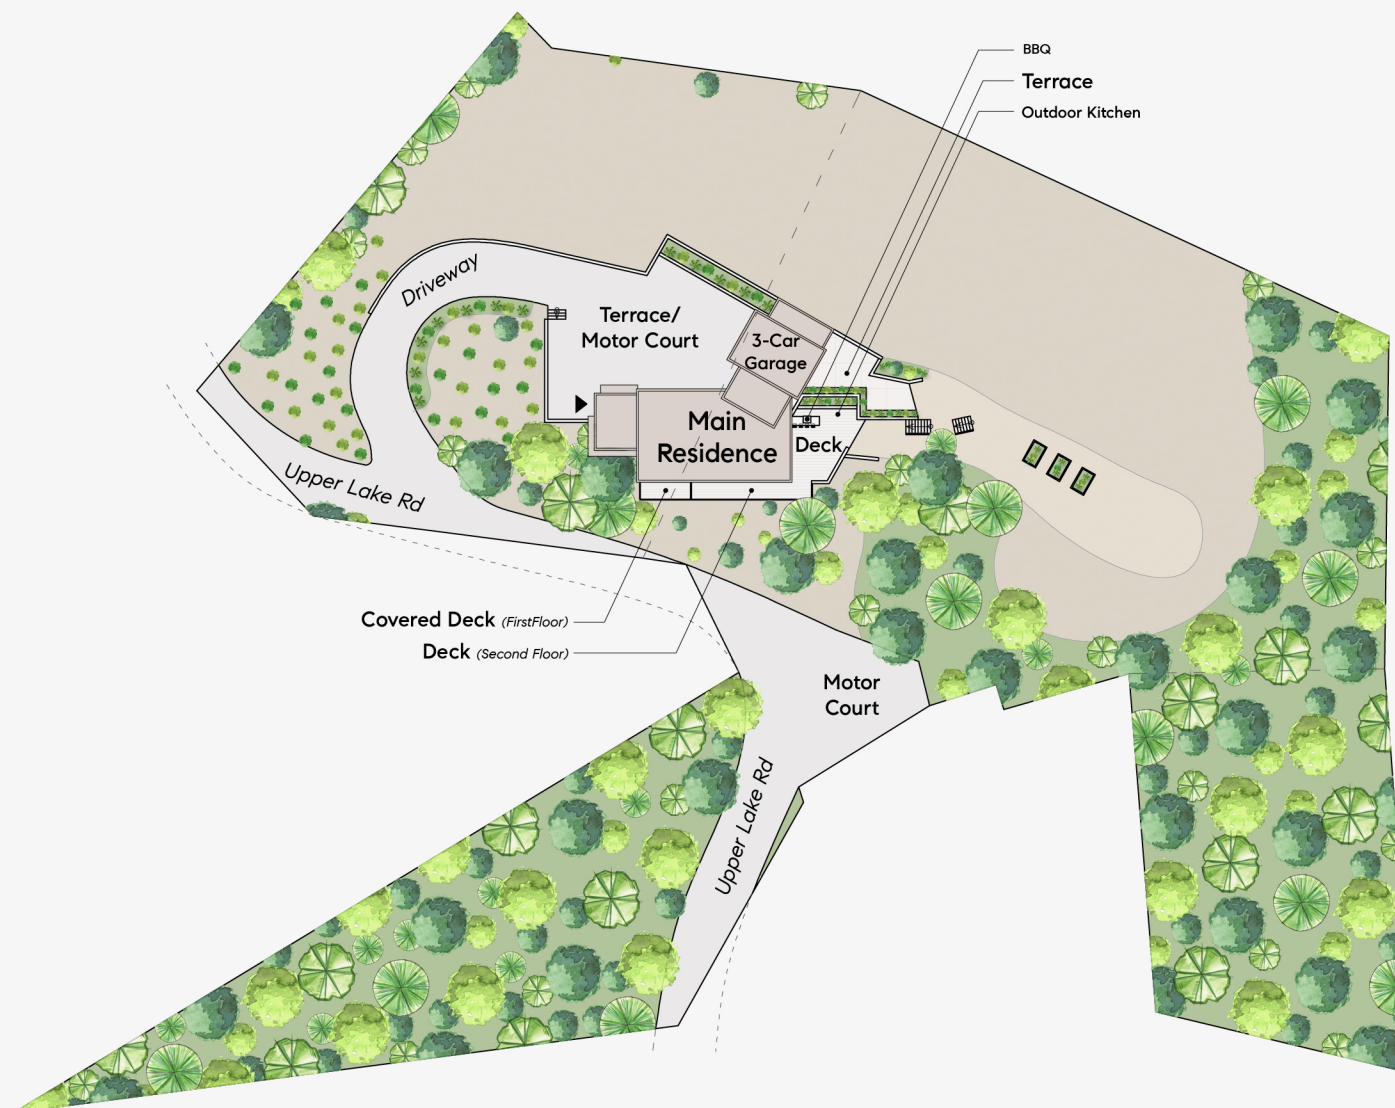 BBQ
Terrace
Outdoor Kitchen
Driveway
Terrace/
Motor Court
3-Car
Garage
Main
Residence
Deck
Upper Lake Rd
Covered Deck (FirstFloor)
Deck (Second Floor)
Motor
Court
Upper Lake Rd